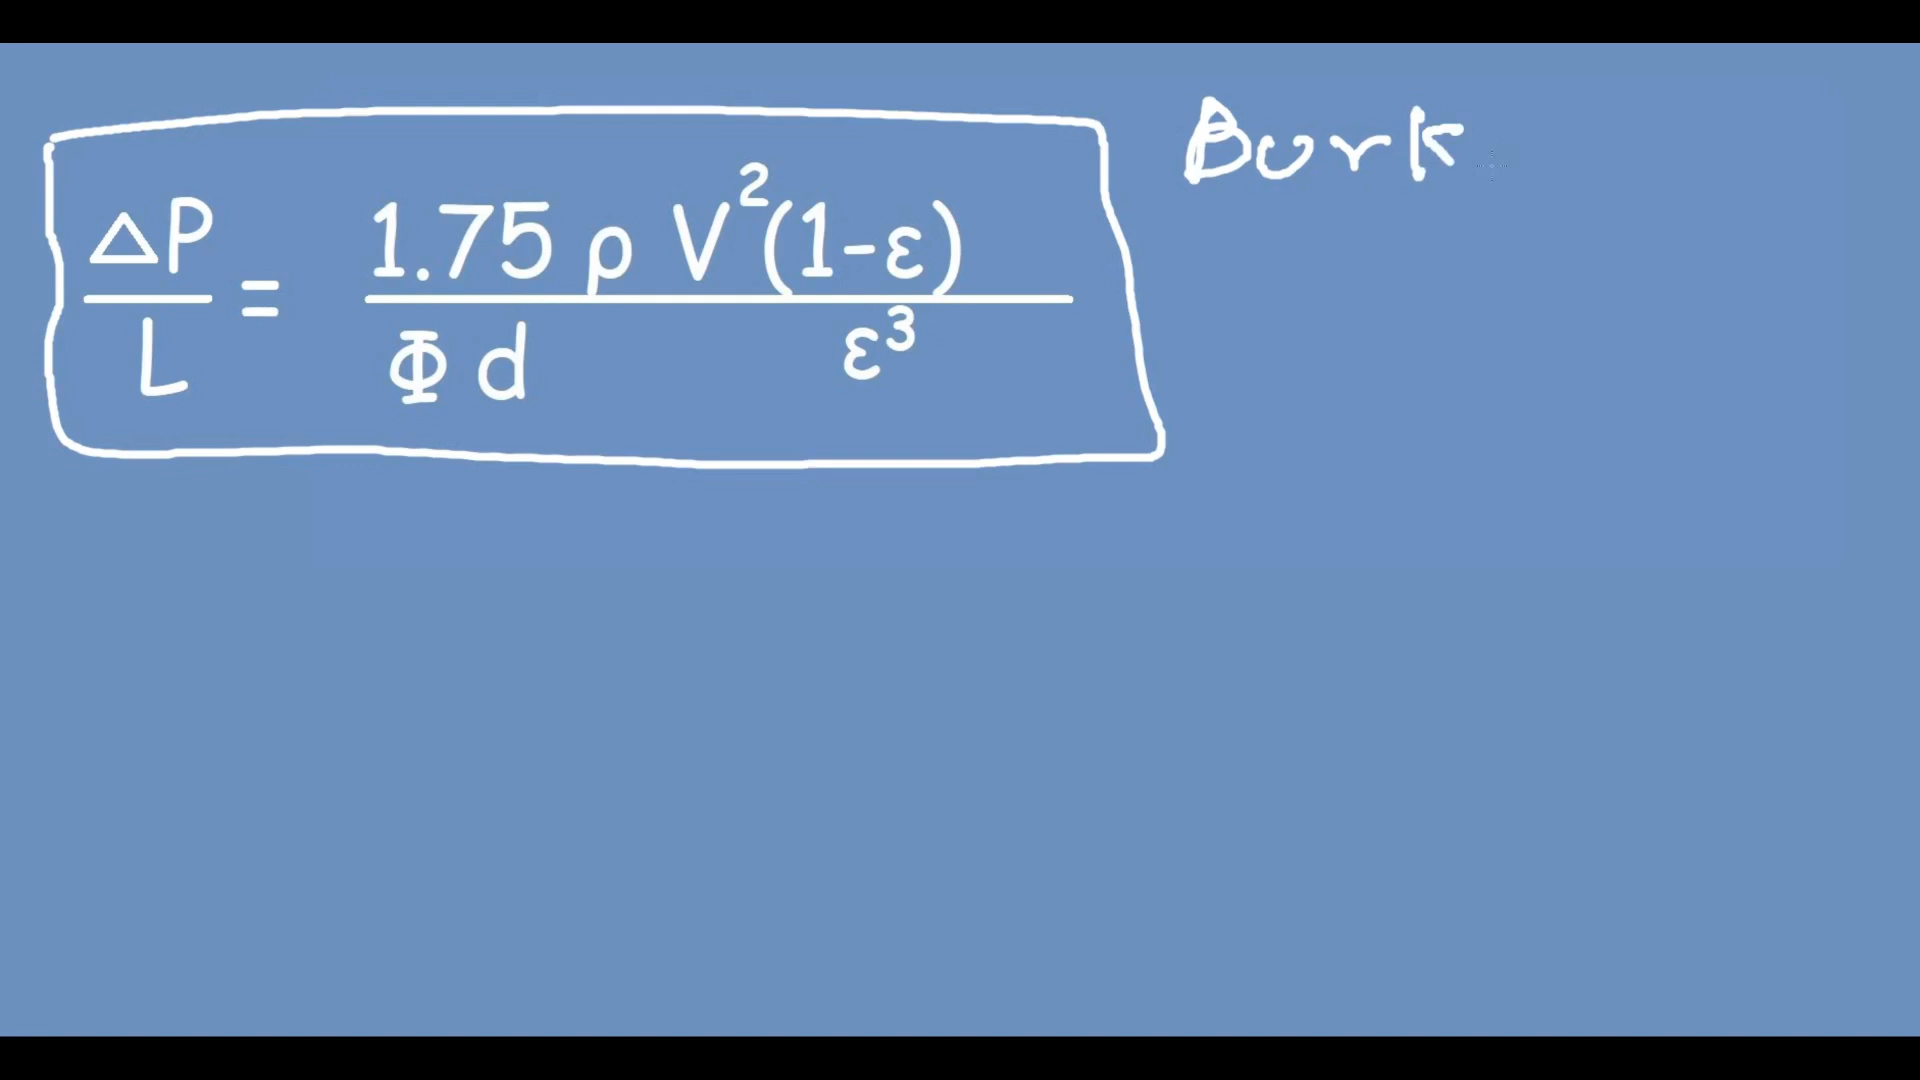 ΔP/L = 1.75 ρ V²(1-ε) / Φ d ε³
Burk